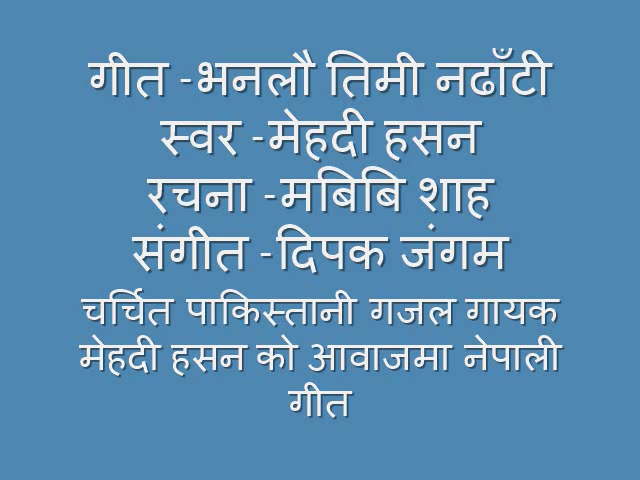 गीत -भनलौ तिमी नढाँटी
स्वर -मेहदी हसन
रचना -मबिबि शाह
संगीत -दिपक जंगम
चर्चित पाकिस्तानी गजल गायक
मेहदी हसन को आवाजमा नेपाली
गीत